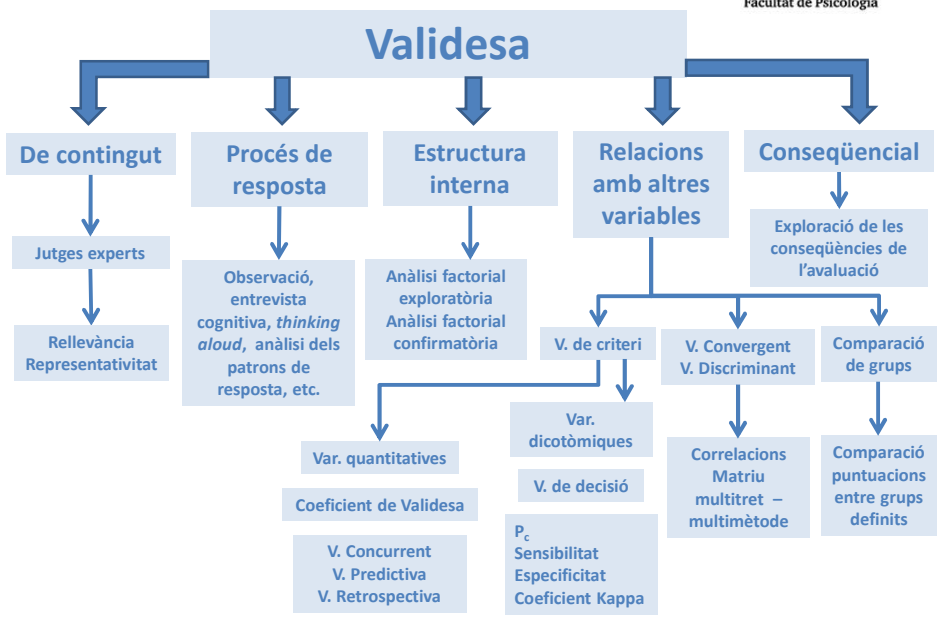 Facultat de Psicologia
Validesa
De contingut
Jutges experts
Rellevància
Representativitat
Procés de
resposta
Observació,
entrevista
cognitiva, thinking
aloud, anàlisi dels
patrons de
resposta, etc.
Estructura
interna
Anàlisi factorial
exploratòria
Anàlisi factorial
confirmatòria
Relacions
amb altres
variables
V. de criteri
Var. quantitatives
Coeficient de Validesa
V. Concurrent
V. Predictiva
V. Retrospectiva
Var.
dicotòmiques
V. de decisió
Pc
Sensibilitat
Especificitat
Coeficient Kappa
V. Convergent
V. Discriminant
Correlacions
Matriu
multitret –
multimètode
Comparació
de grups
Comparació
puntuacions
entre grups
definits
Conseqüencial
Exploració de les
conseqüències de
l’avaluació